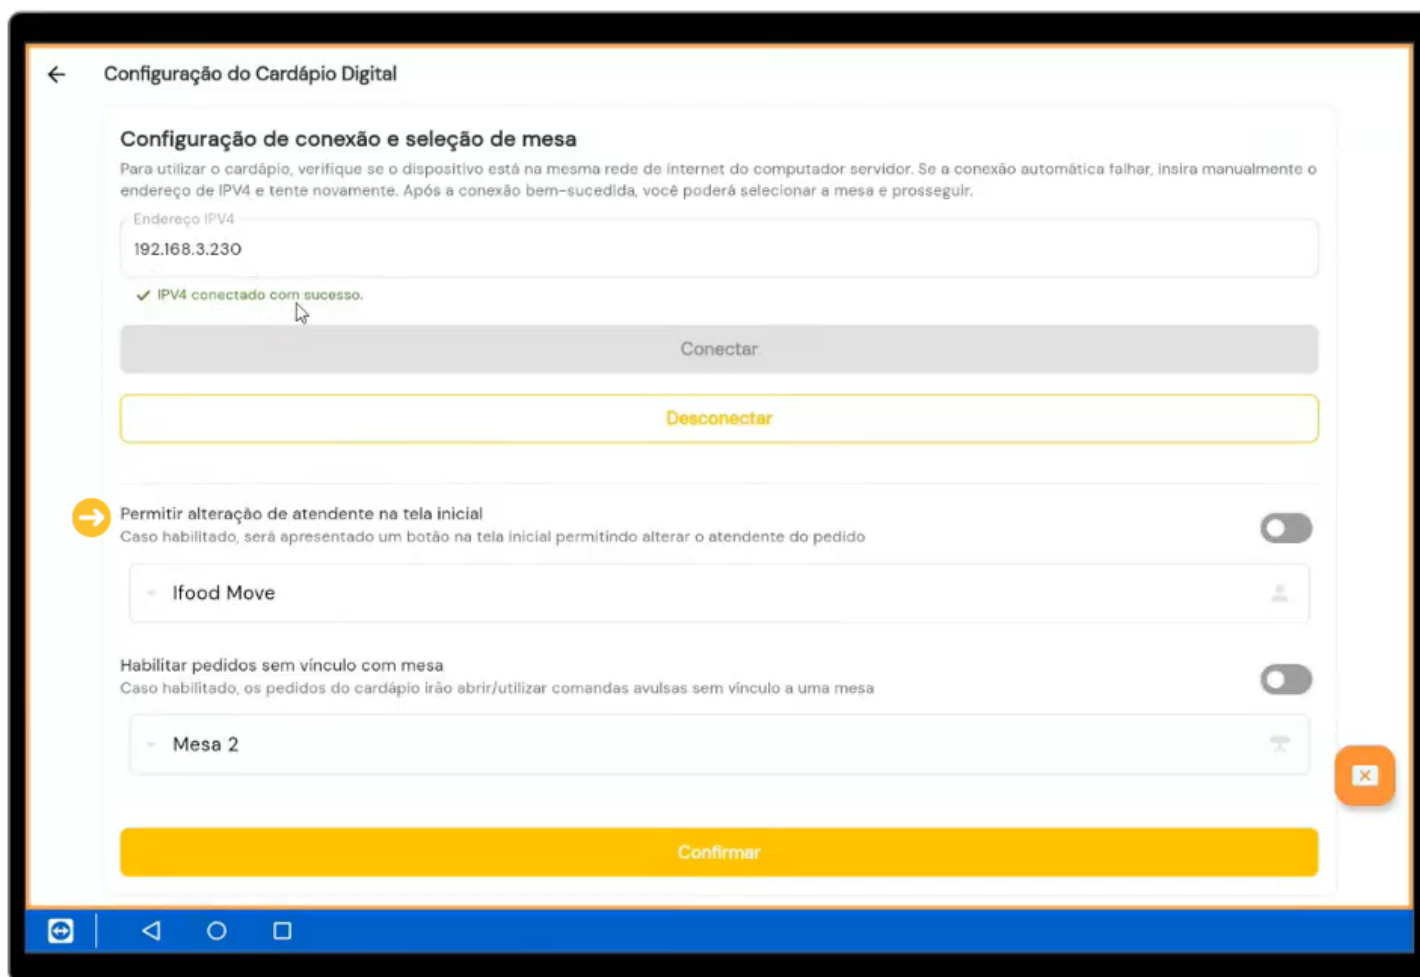 Configuração do Cardápio Digital
Configuração de conexão e seleção de mesa
Para utilizar o cardápio, verifique se o dispositivo está na mesma rede de internet do computador servidor. Se a conexão automática falhar, insira manualmente o
endereço de IPV4 e tente novamente. Após a conexão bem-sucedida, você poderá selecionar a mesa e prosseguir.
Endereço IPV4
192.168.3.230
IPV4 conectado com sucesso.
Conectar
Desconectar
Permitir alteração de atendente na tela inicial
Caso habilitado, será apresentado um botão na tela inicial permitindo alterar o atendente do pedido
Ifood Move
Habilitar pedidos sem vínculo com mesa
Caso habilitado, os pedidos do cardápio irão abrir/utilizar comandas avulsas sem vínculo a uma mesa
Mesa 2
Confirmar